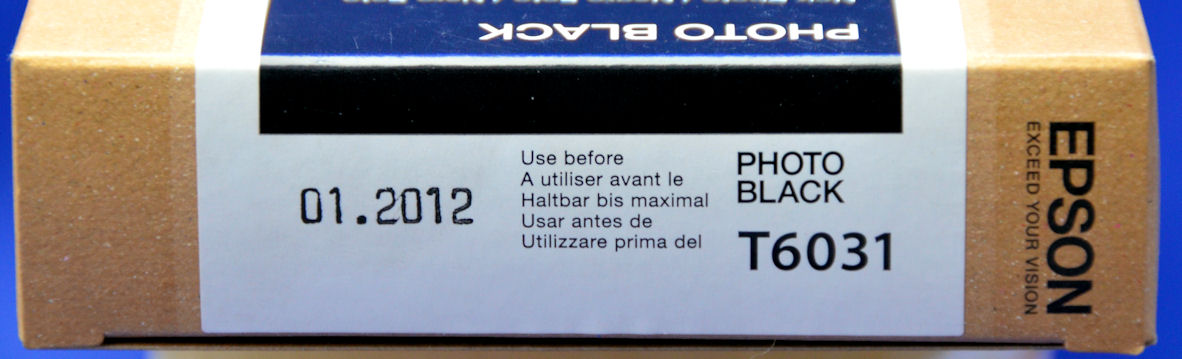 PHOTO BLACK
01.2012
Use before
A utiliser avant le
Haltbar bis maximal
Usar antes de
Utilizzare prima del
PHOTO
BLACK
T6031
EPSON
EXCEED YOUR VISION